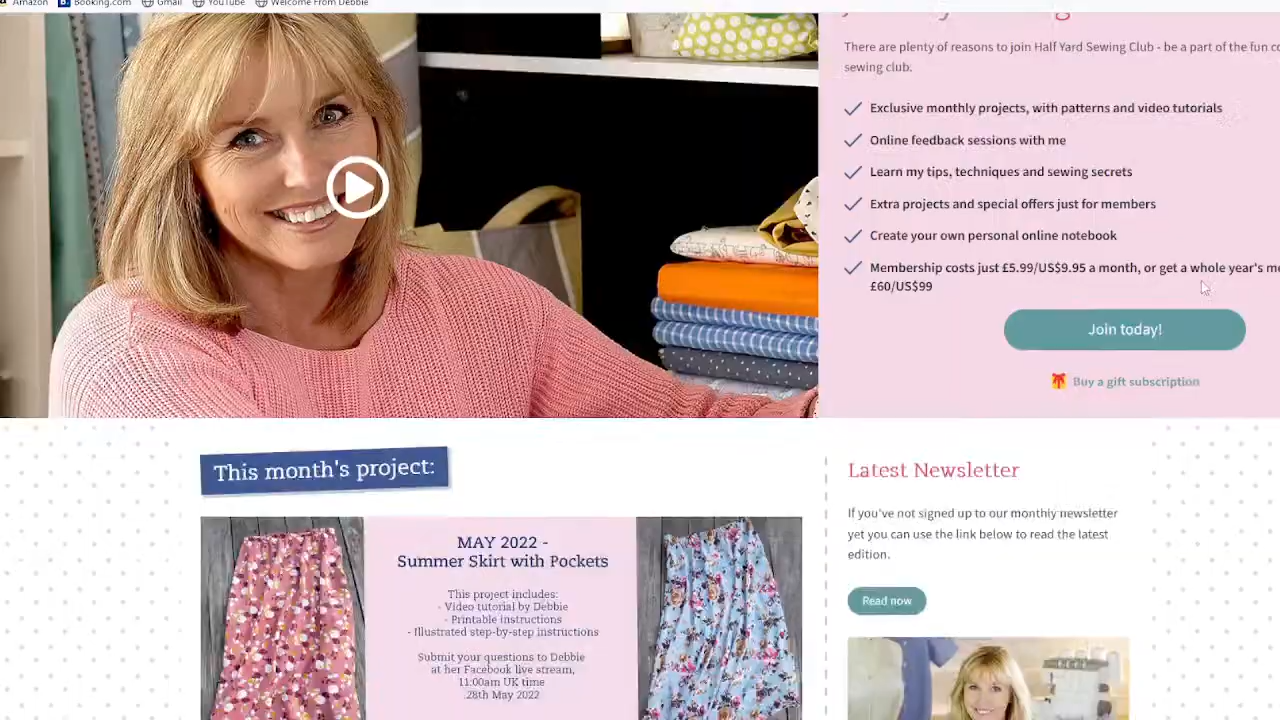 Amazon
Booking.com
Gmail
YouTube
Welcome From Debbie
There are plenty of reasons to join Half Yard Sewing Club - be a part of the fun
sewing club.
Exclusive monthly projects, with patterns and video tutorials
Online feedback sessions with me
Learn my tips, techniques and sewing secrets
Extra projects and special offers just for members
Create your own personal online notebook
Membership costs just £5.99/US$9.95 a month, or get a whole year's
£60/US$99
Join today!
Buy a gift subscription
This month's project:
MAY 2022 -
Summer Skirt with Pockets
This project includes:
- Video tutorial by Debbie
- Printable instructions
- Illustrated step-by-step instructions
Submit your questions to Debbie
at her Facebook live stream,
11:00am UK time
28th May 2022
Latest Newsletter
If you've not signed up to our monthly newsletter
yet you can use the link below to read the latest
edition.
Read now